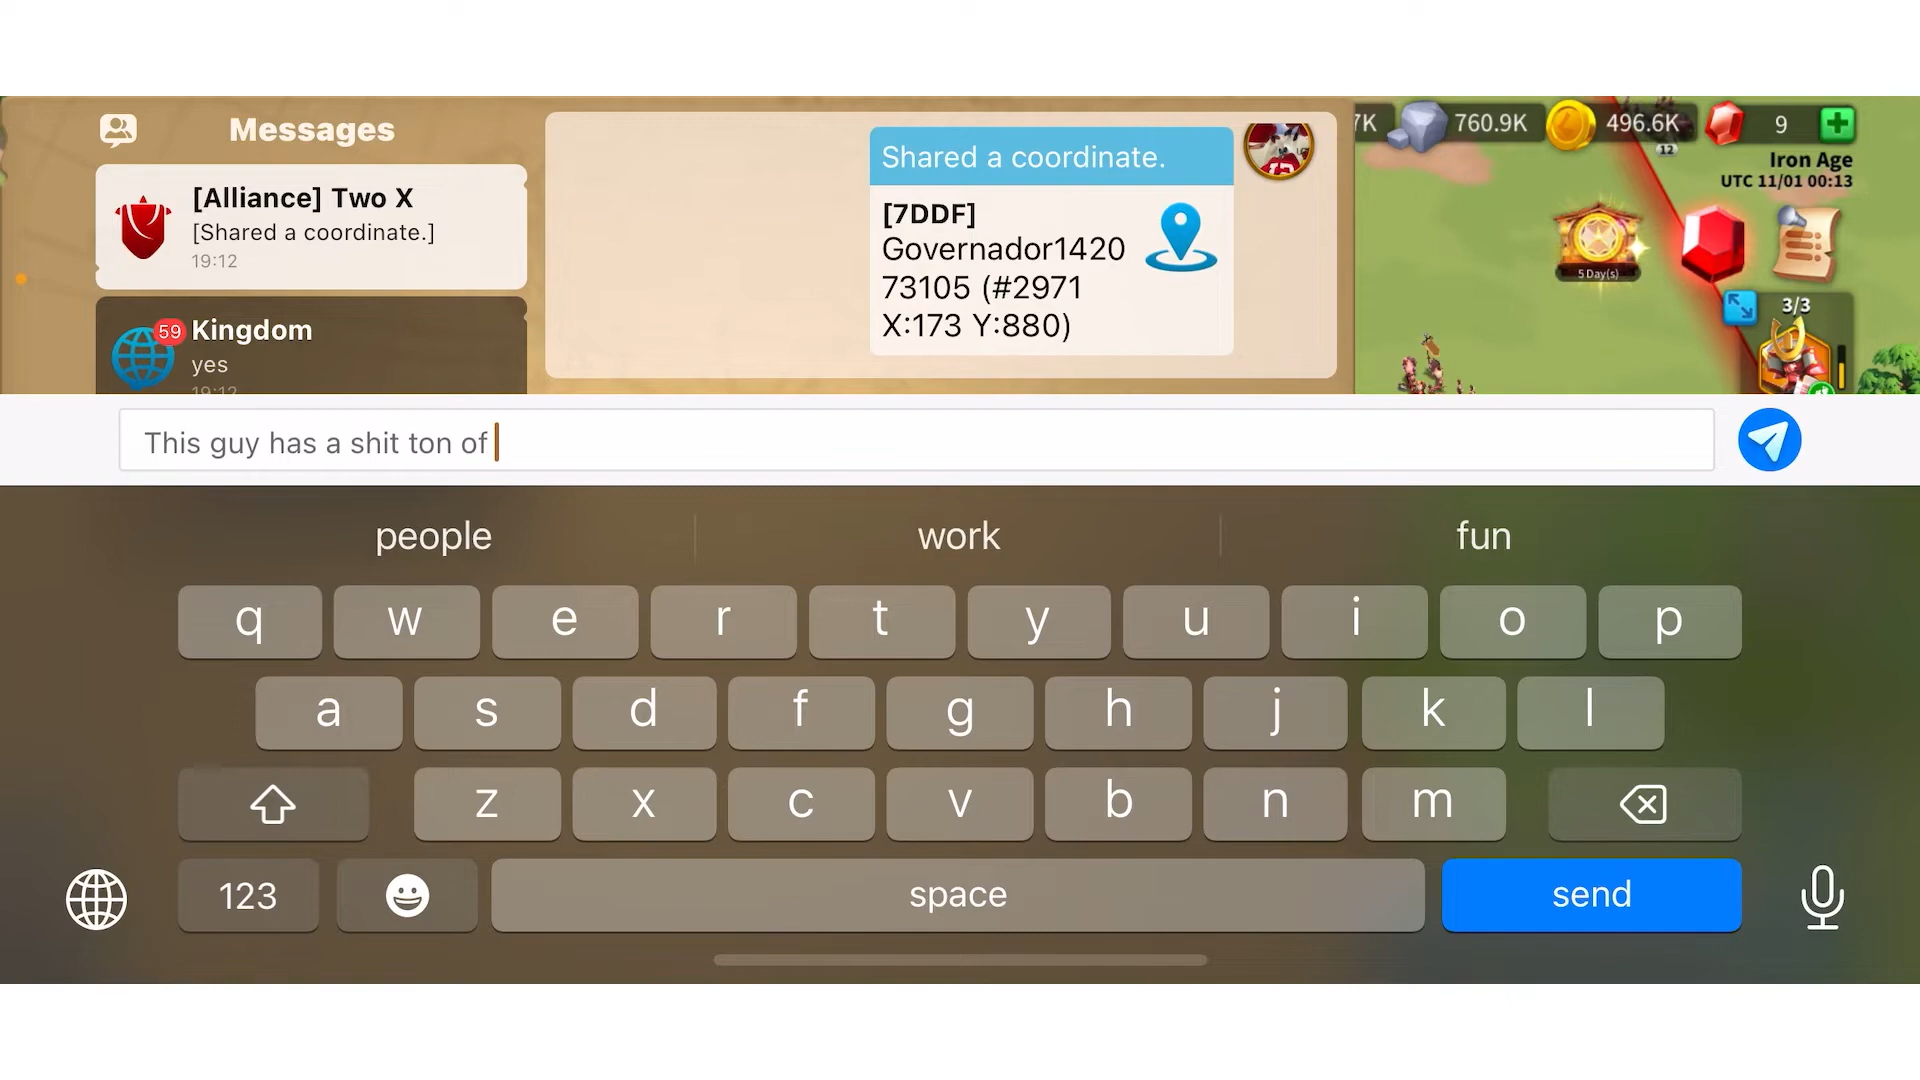 Messages
[Alliance] Two X
[Shared a coordinate.]
19:12
59
Kingdom
yes
19:12
Shared a coordinate.
[7DDF]
Governador1420
73105 (#2971
X:173 Y:880)
7K
760.9K
496.6K
9
12
Iron Age
UTC 11/01 00:13
5 Day(s)
3/3
This guy has a shit ton of
people
work
fun
q w e r t y u i o p
a s d f g h j k l
z x c v b n m
123
space
send